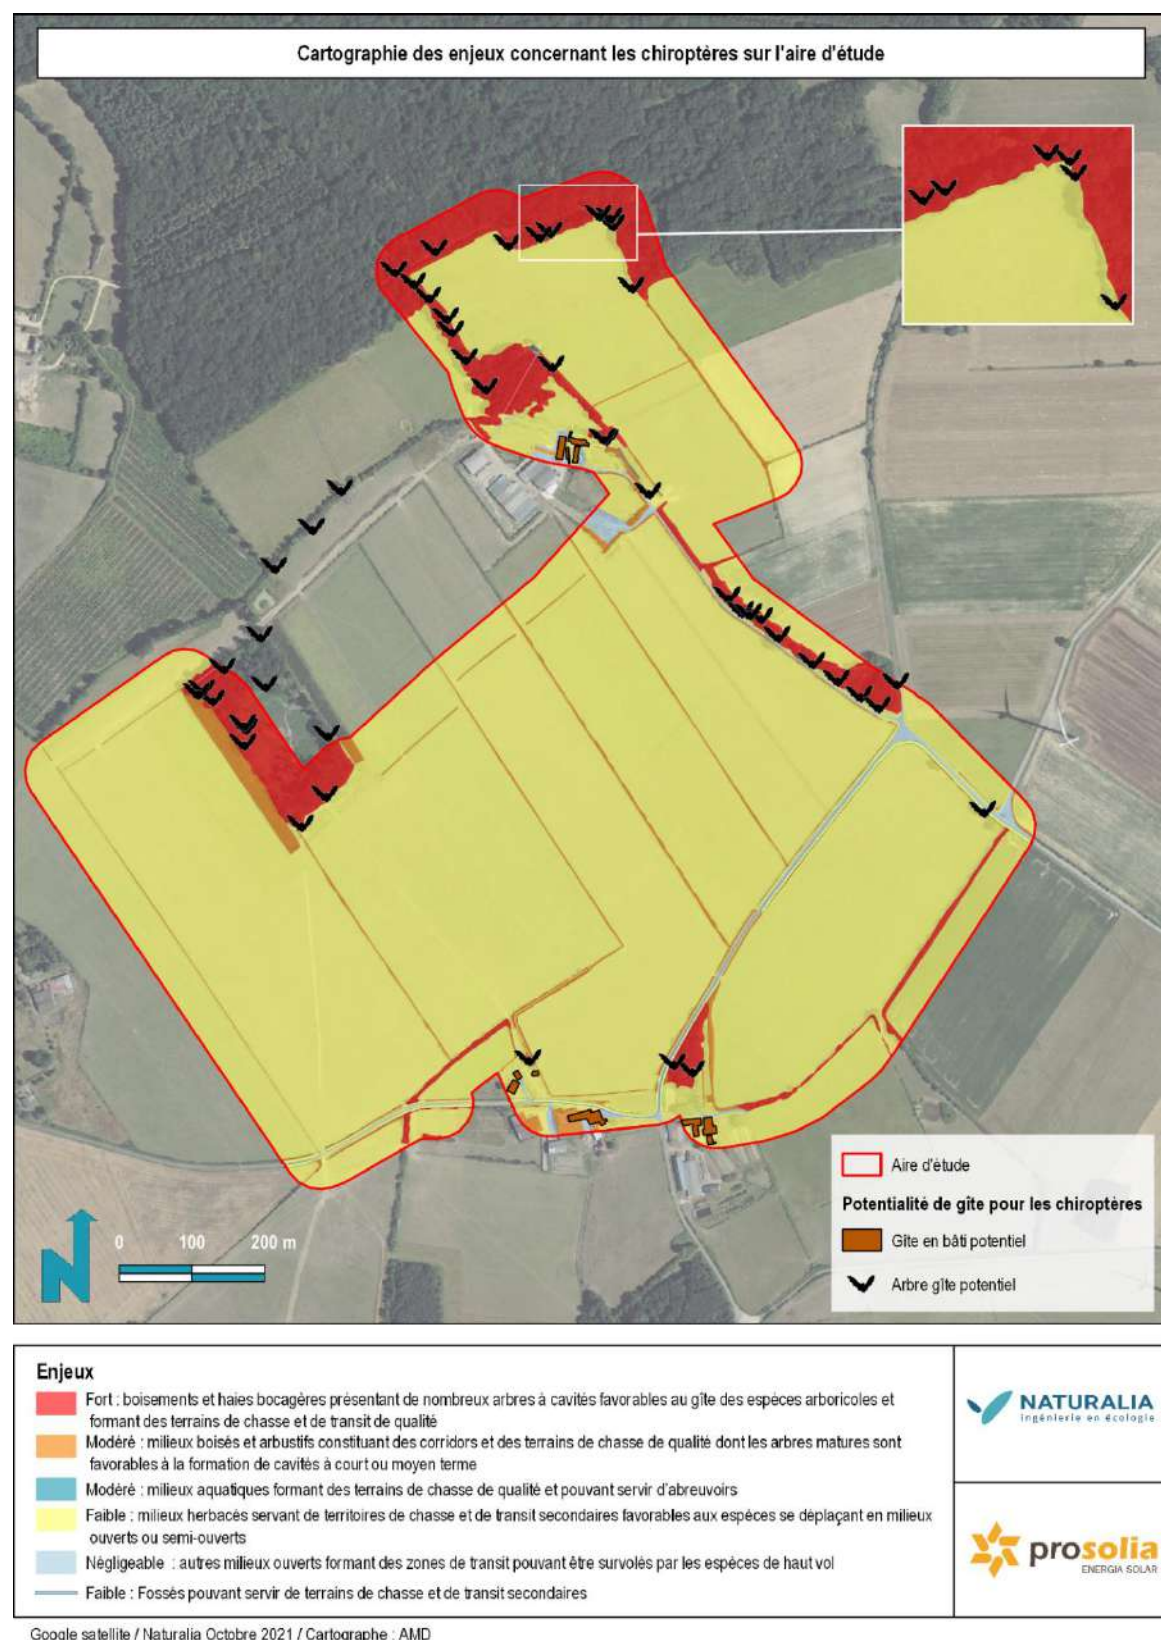 Cartographie des enjeux concernant les chiroptères sur l'aire d'étude
Aire d'étude
Potentialité de gîte pour les chiroptères
Gîte en bâti potentiel
Arbre gîte potentiel
N
0 100 200 m
Enjeux
Fort : boisements et haies bocagères présentant de nombreux arbres à cavités favorables au gîte des espèces arboricoles et
formant des terrains de chasse et de transit de qualité
Modéré : milieux boisés et arbustifs constituant des corridors et des terrains de chasse de qualité dont les arbres matures sont
favorables à la formation de cavités à court ou moyen terme
Modéré : milieux aquatiques formant des terrains de chasse de qualité et pouvant servir d'abreuvoirs
Faible : milieux herbacés servant de territoires de chasse et de transit secondaires favorables aux espèces se déplaçant en milieux
ouverts ou semi-ouverts
Négligeable : autres milieux ouverts formant des zones de transit pouvant être survolés par les espèces de haut vol
Faible : Fossés pouvant servir de terrains de chasse et de transit secondaires
NATURALIA
Ingénierie en écologie
prosolia
ENERGIA SOLAR
Google satellite / Naturalia Octobre 2021 / Cartographe : AMD